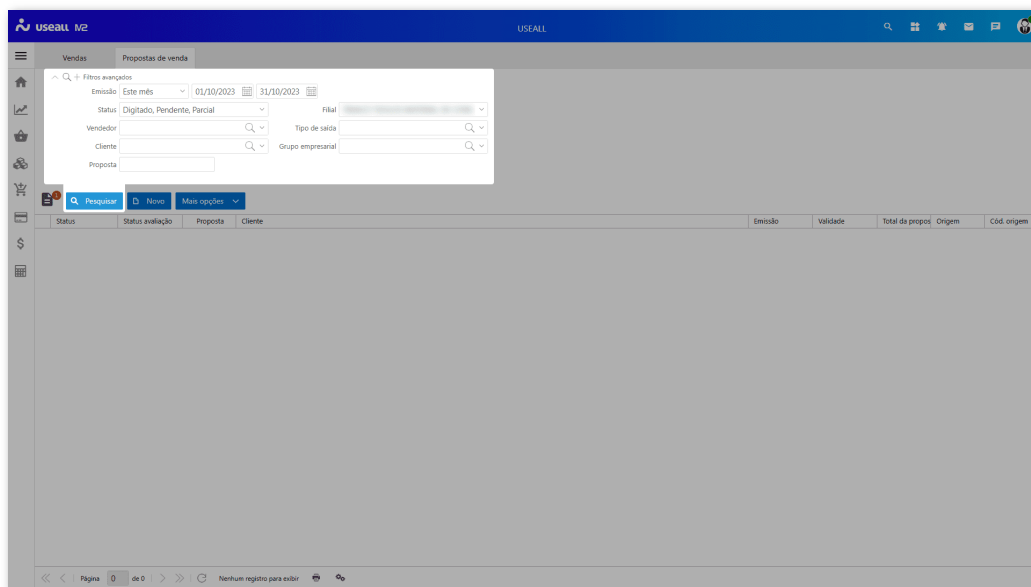 useall M2
USEALL
Vendas
Propostas de venda
Filtros avançados
Emissão Este mês 01/10/2023 31/10/2023
Status Digitado, Pendente, Parcial Filial
Vendedor Tipo de saída
Cliente Grupo empresarial
Proposta
1 Pesquisar Novo Mais opções
Status Status avaliação Proposta Cliente Emissão Validade Total da propos Origem Cód. origem
Página 0 de 0 Nenhum registro para exibir